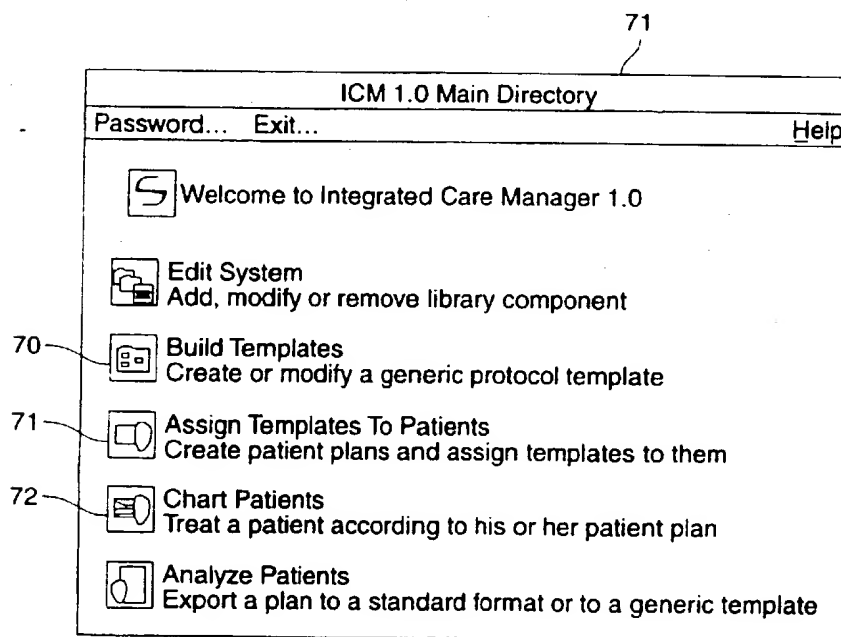 71
ICM 1.0 Main Directory
Password... Exit... Help
Welcome to Integrated Care Manager 1.0
Edit System
Add, modify or remove library component
70
Build Templates
Create or modify a generic protocol template
71
Assign Templates To Patients
Create patient plans and assign templates to them
72
Chart Patients
Treat a patient according to his or her patient plan
Analyze Patients
Export a plan to a standard format or to a generic template